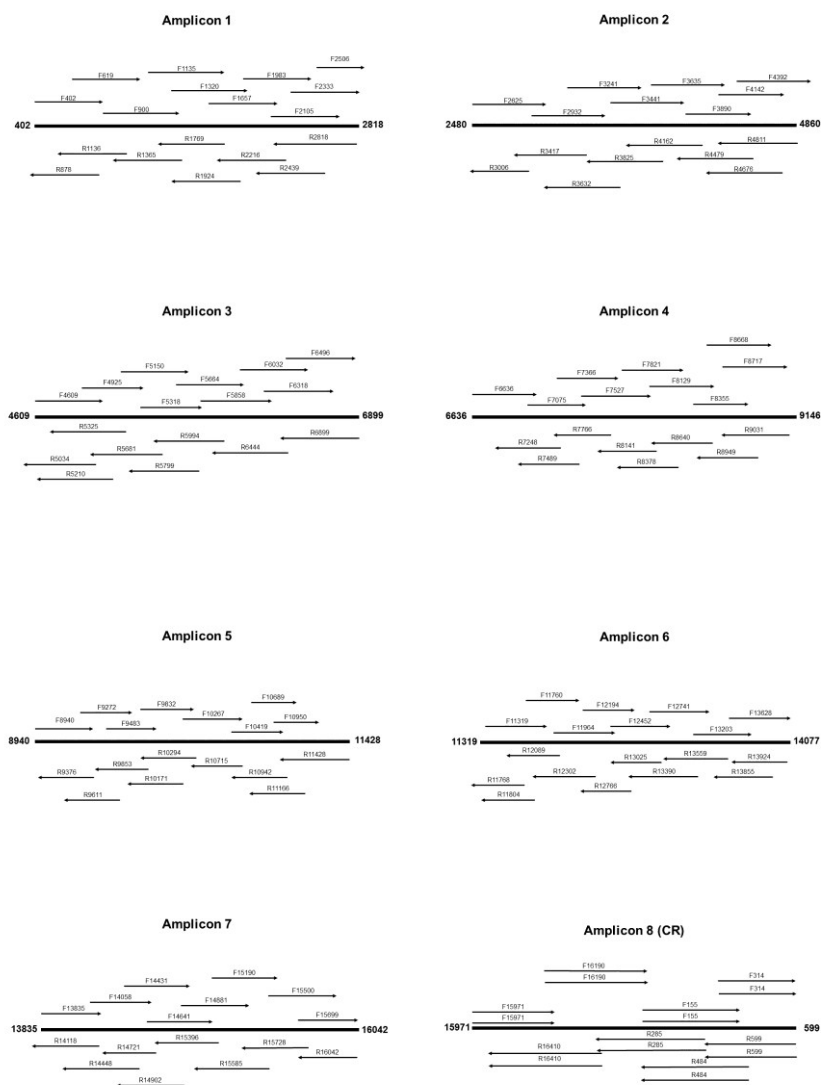 Amplicon 1
F2596
F1135
F619
F1983
F1320
F2333
F402
F1657
F900
F2105
402
2818
R1769
R2818
R1136
R1365
R2216
R878
R1924
R2439
Amplicon 2
F4392
F3241
F3635
F4142
F2625
F3441
F2932
F3890
2480
4860
R4162
R4811
R3417
R3825
R4479
R3006
R4676
R3632
Amplicon 3
F6496
F5150
F6032
F4925
F5664
F6318
F4609
F5318
F5858
4609
6899
R5325
R5994
R6899
R5681
R6444
R5034
R5799
R5210
Amplicon 4
F8668
F7821
F8717
F7366
F8129
F6636
F7527
F7075
F8355
6636
9146
R7766
R9031
R7248
R8141
R8640
R7489
R8378
R8949
Amplicon 5
F10689
F9832
F9272
F10267
F10950
F8940
F9483
F10419
8940
11428
R10294
R11428
R9853
R10715
R9376
R10171
R10942
R9611
R11166
Amplicon 6
F11760
F12194
F12741
F13628
F11319
F12452
F11964
F13203
11319
14077
R12089
R13025
R13559
R13924
R11768
R12302
R13390
R13855
R11804
R12766
Amplicon 7
F15190
F14431
F15500
F14058
F14881
F13835
F14641
F15699
13835
16042
R14118
R15396
R15728
R14721
R16042
R14448
R15585
R14982
Amplicon 8 (CR)
F16190
F16190
F314
F314
F15971
F155
F15971
F155
15971
599
R285
R599
R16410
R285
R599
R16410
R484
R484